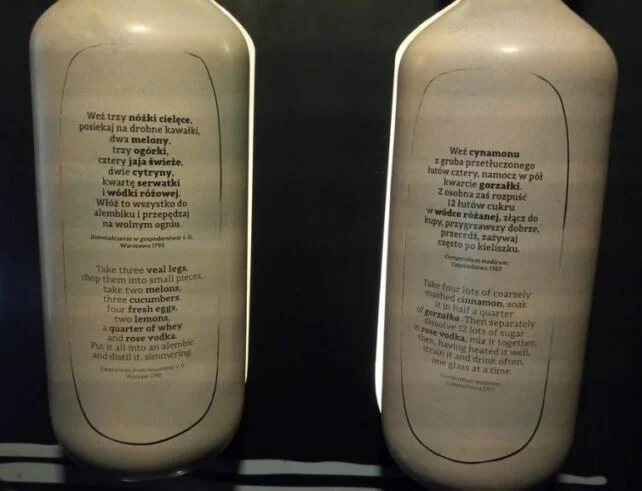 Weź trzy nóżki cielęce,
posiekaj na drobne kawałki,
dwa melony,
trzy ogórki,
cztery jaja świeże,
dwie cytryny,
kwartę serwatki
i wódki różowej.
Włóż to wszystko do
alembiku i przepędzaj
na wolnym ogniu.
Doświadczenia w gospodarstwie t. II,
Warszawa 1792
Take three veal legs,
chop them into small pieces,
take two melons,
three cucumbers,
four fresh eggs,
two lemons,
a quarter of whey
and rose vodka.
Put it all into an alembic
and distil it, simmering.
from household v. II
Warsaw 1792
Weź cynamonu
z gruba przetłuczonego
łutów cztery, namocz w pół
kwarcie gorzałki.
Z osobna zaś rozpuść
12 łutów cukru
w wódce różanej, złącz do
kupy, przygrzawszy dobrze,
przecedź, zażywaj
często po kieliszku.
Compendium medicum,
Częstochowa 1707
Take four lots of coarsely
mashed cinnamon, soak
it in half a quarter
of gorzałka. Then separately
dissolve 12 lots of sugar
in rose vodka, mix it together,
then, having heated it well,
strain it and drink often,
one glass at a time.
Compendium medicum
Częstochowa 1707